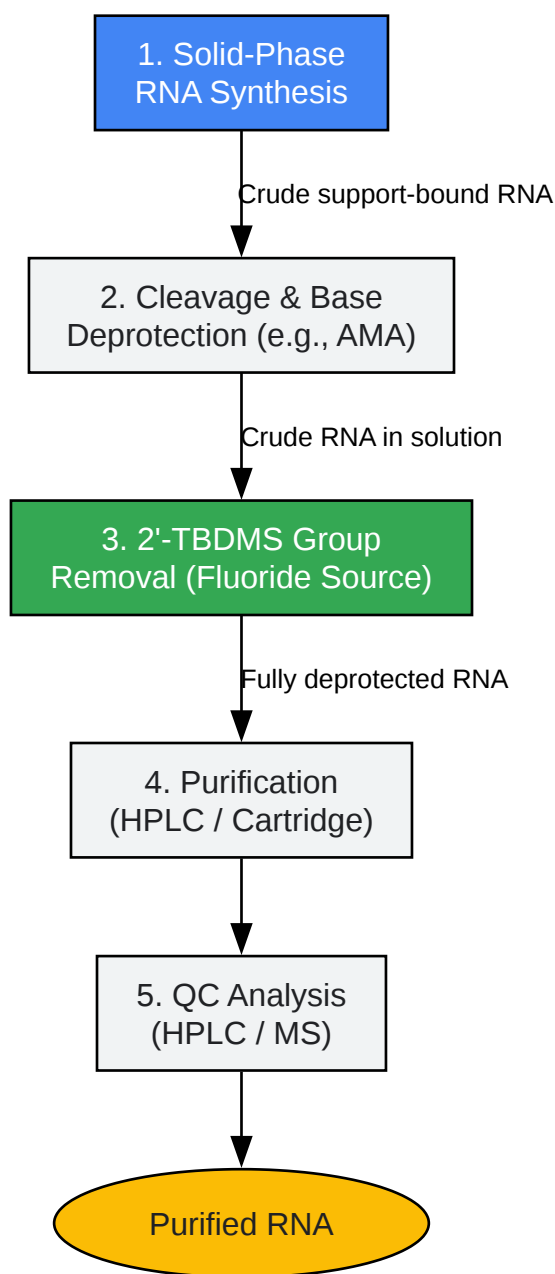 1. Solid-Phase
RNA Synthesis
Crude support-bound RNA
2. Cleavage & Base
Deprotection (e.g., AMA)
Crude RNA in solution
3. 2'-TBDMS Group
Removal (Fluoride Source)
Fully deprotected RNA
4. Purification
(HPLC / Cartridge)
5. QC Analysis
(HPLC / MS)
Purified RNA